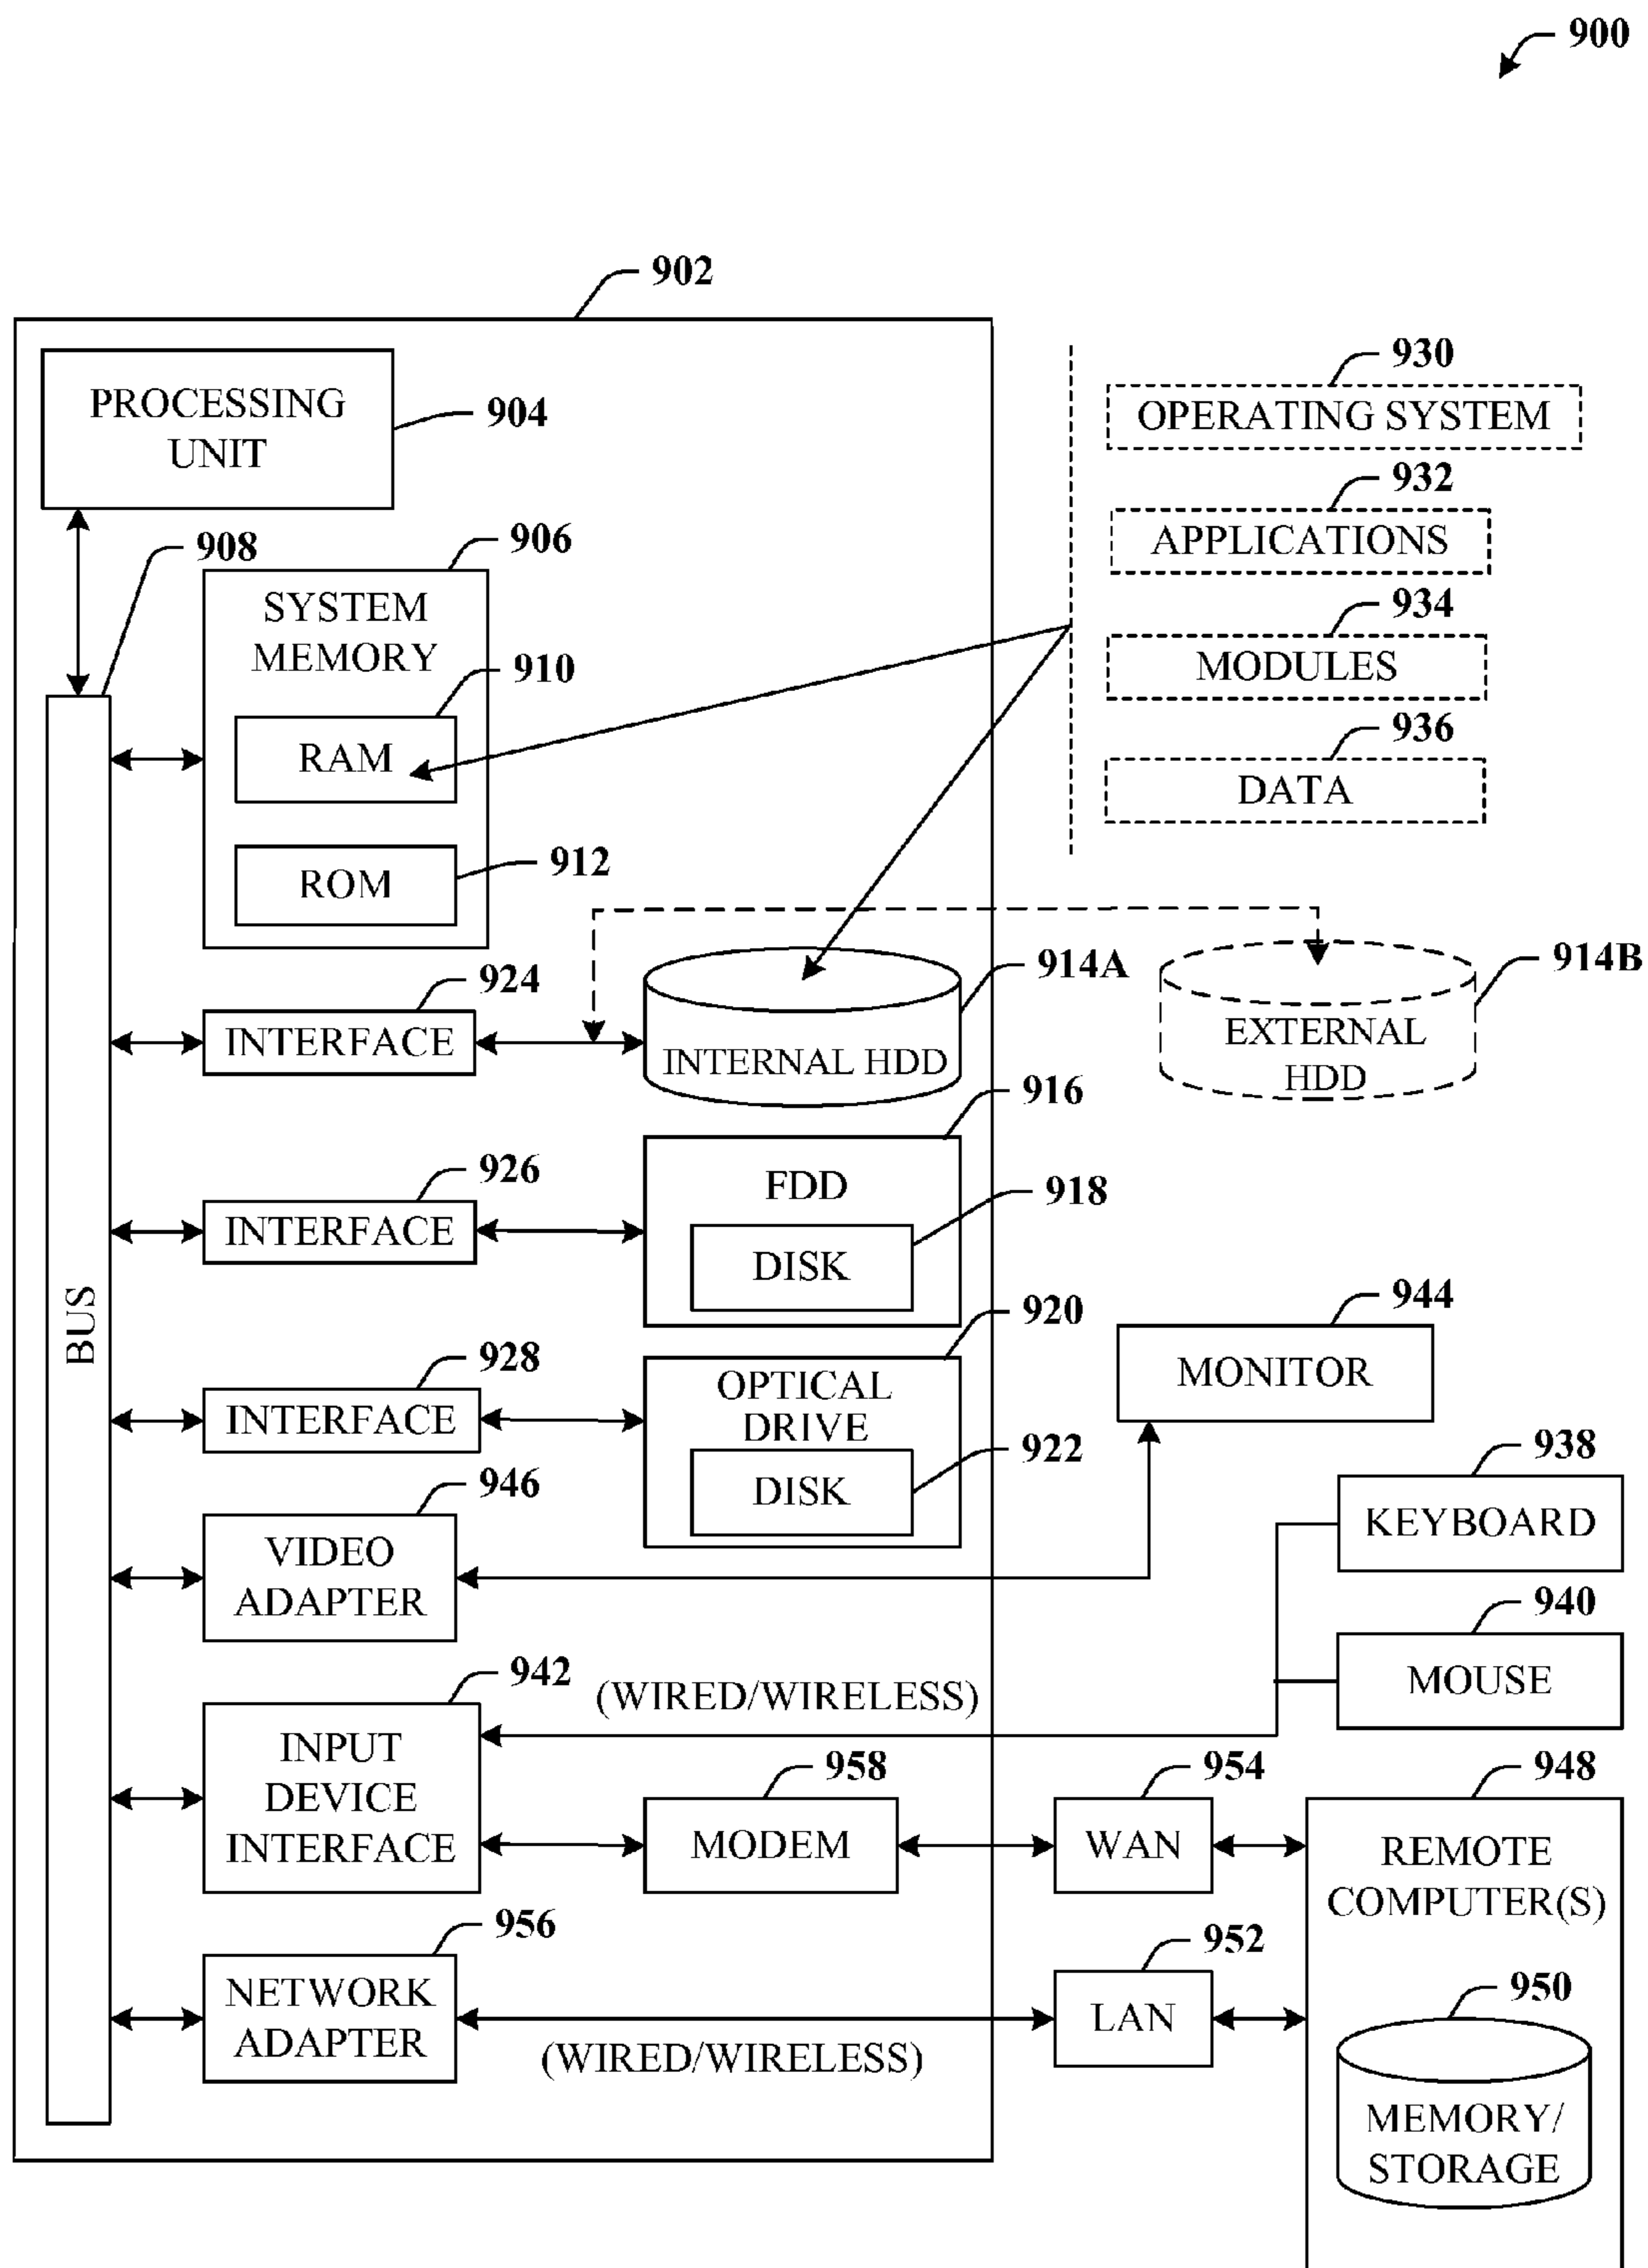 900
902
PROCESSING
UNIT
904
930
OPERATING SYSTEM
932
APPLICATIONS
934
MODULES
936
DATA
908
906
SYSTEM
MEMORY
910
RAM
912
ROM
BUS
924
INTERFACE
914A
INTERNAL HDD
914B
EXTERNAL
HDD
926
INTERFACE
916
FDD
918
DISK
928
INTERFACE
920
OPTICAL
DRIVE
922
DISK
944
MONITOR
946
VIDEO
ADAPTER
938
KEYBOARD
940
MOUSE
942
INPUT
DEVICE
INTERFACE
(WIRED/WIRELESS)
958
MODEM
954
WAN
948
REMOTE
COMPUTER(S)
956
NETWORK
ADAPTER
(WIRED/WIRELESS)
952
LAN
950
MEMORY/
STORAGE